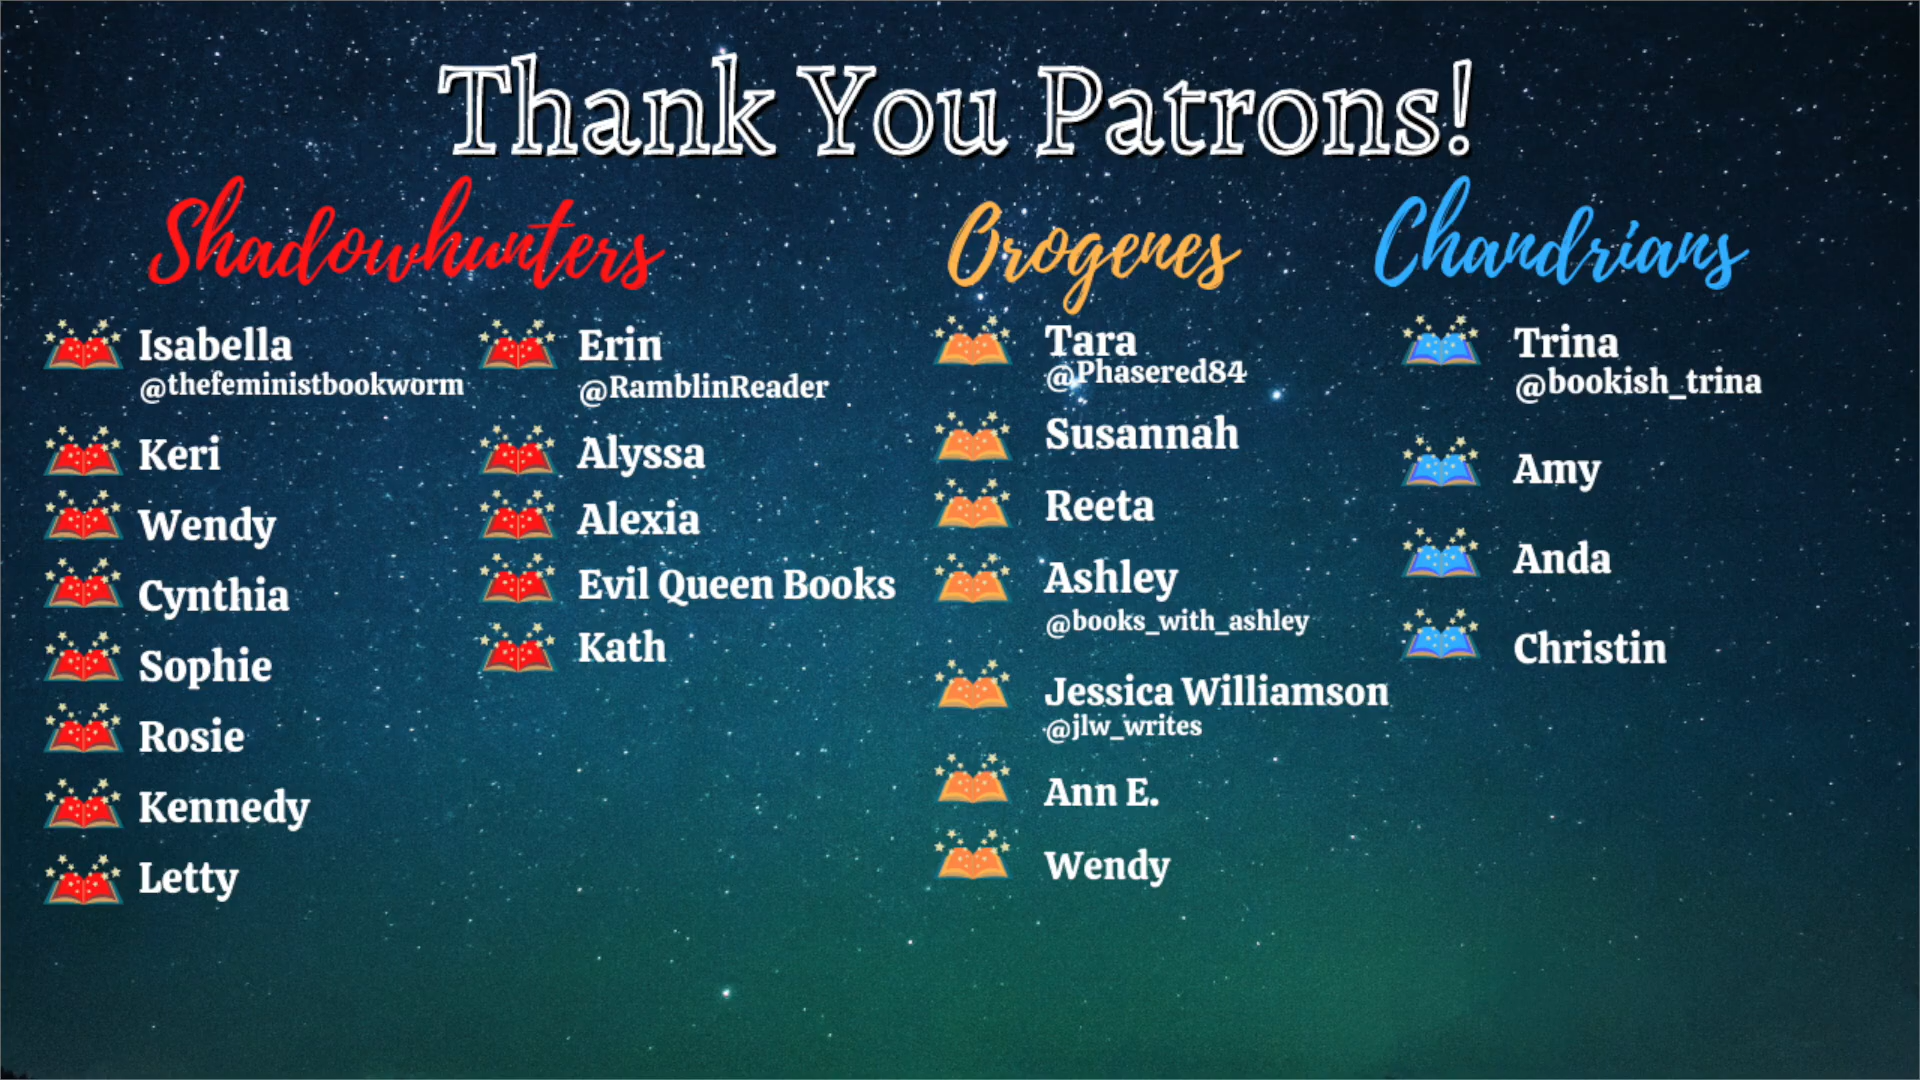 Thank You Patrons!
Shadowhunters
Isabella
@thefeministbookworm
Keri
Wendy
Cynthia
Sophie
Rosie
Kennedy
Letty
Erin
@RamblinReader
Alyssa
Alexia
Evil Queen Books
Kath
Orogenes
Tara
@Phasered84
Susannah
Reeta
Ashley
@books_with_ashley
Jessica Williamson
@jlw_writes
Ann E.
Wendy
Chandrians
Trina
@bookish_trina
Amy
Anda
Christin